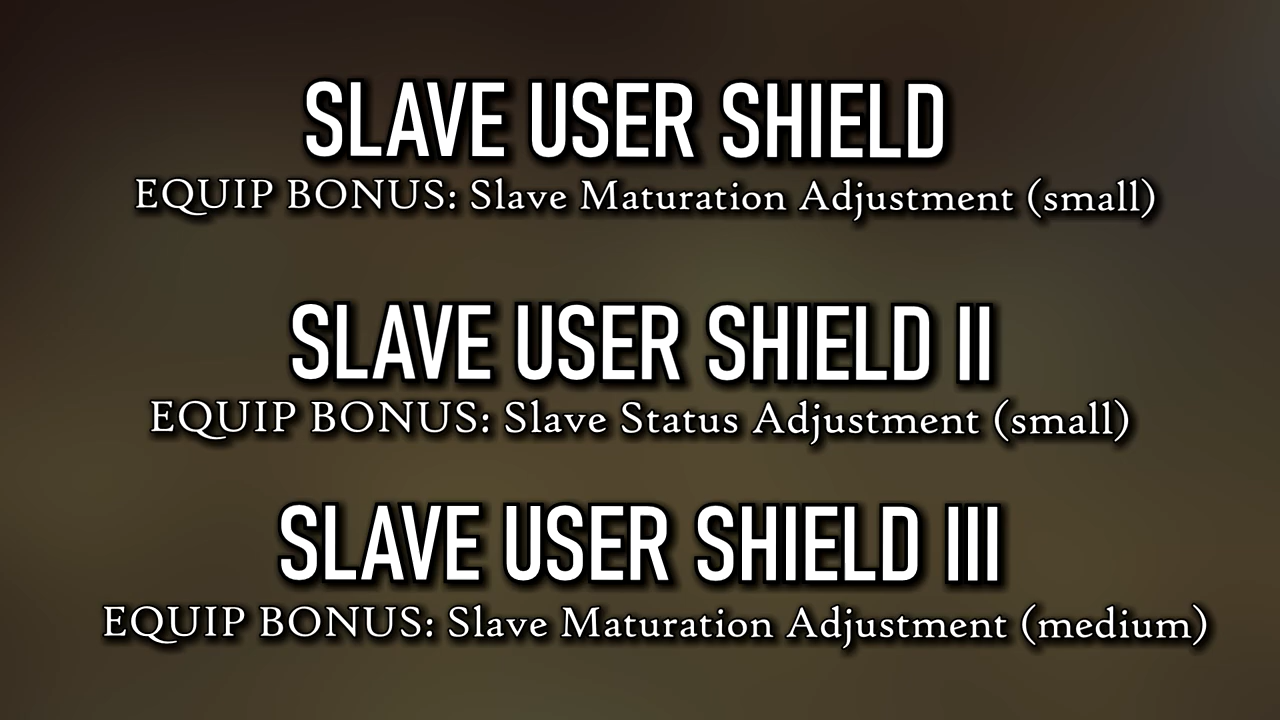 SLAVE USER SHIELD
EQUIP BONUS: Slave Maturation Adjustment (small)
SLAVE USER SHIELD II
EQUIP BONUS: Slave Status Adjustment (small)
SLAVE USER SHIELD III
EQUIP BONUS: Slave Maturation Adjustment (medium)